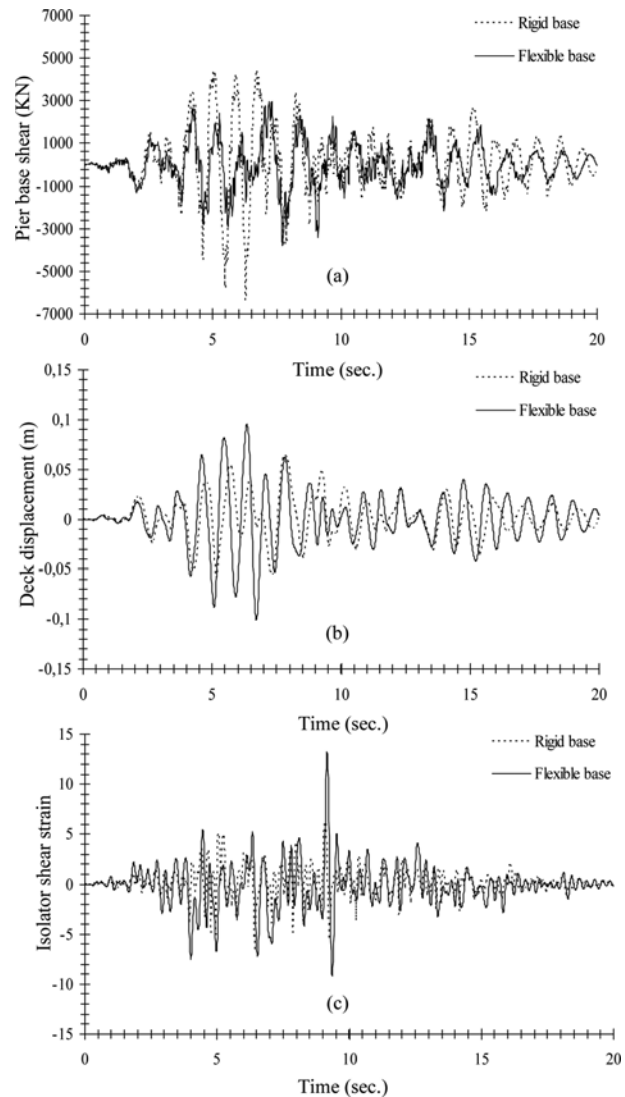 7000
5000
3000
1000
-1000
-3000
-5000
-7000
Pier base shear (KN)
Rigid base
Flexible base
(a)
0
5
10
15
20
Time (sec.)
0,15
0,1
0,05
0
-0,05
-0,1
-0,15
Deck displacement (m)
Rigid base
Flexible base
(b)
0
5
10
15
20
Time (sec.)
15
10
5
0
-5
-10
-15
Isolator shear strain
Rigid base
Flexible base
(c)
0
5
10
15
20
Time (sec.)